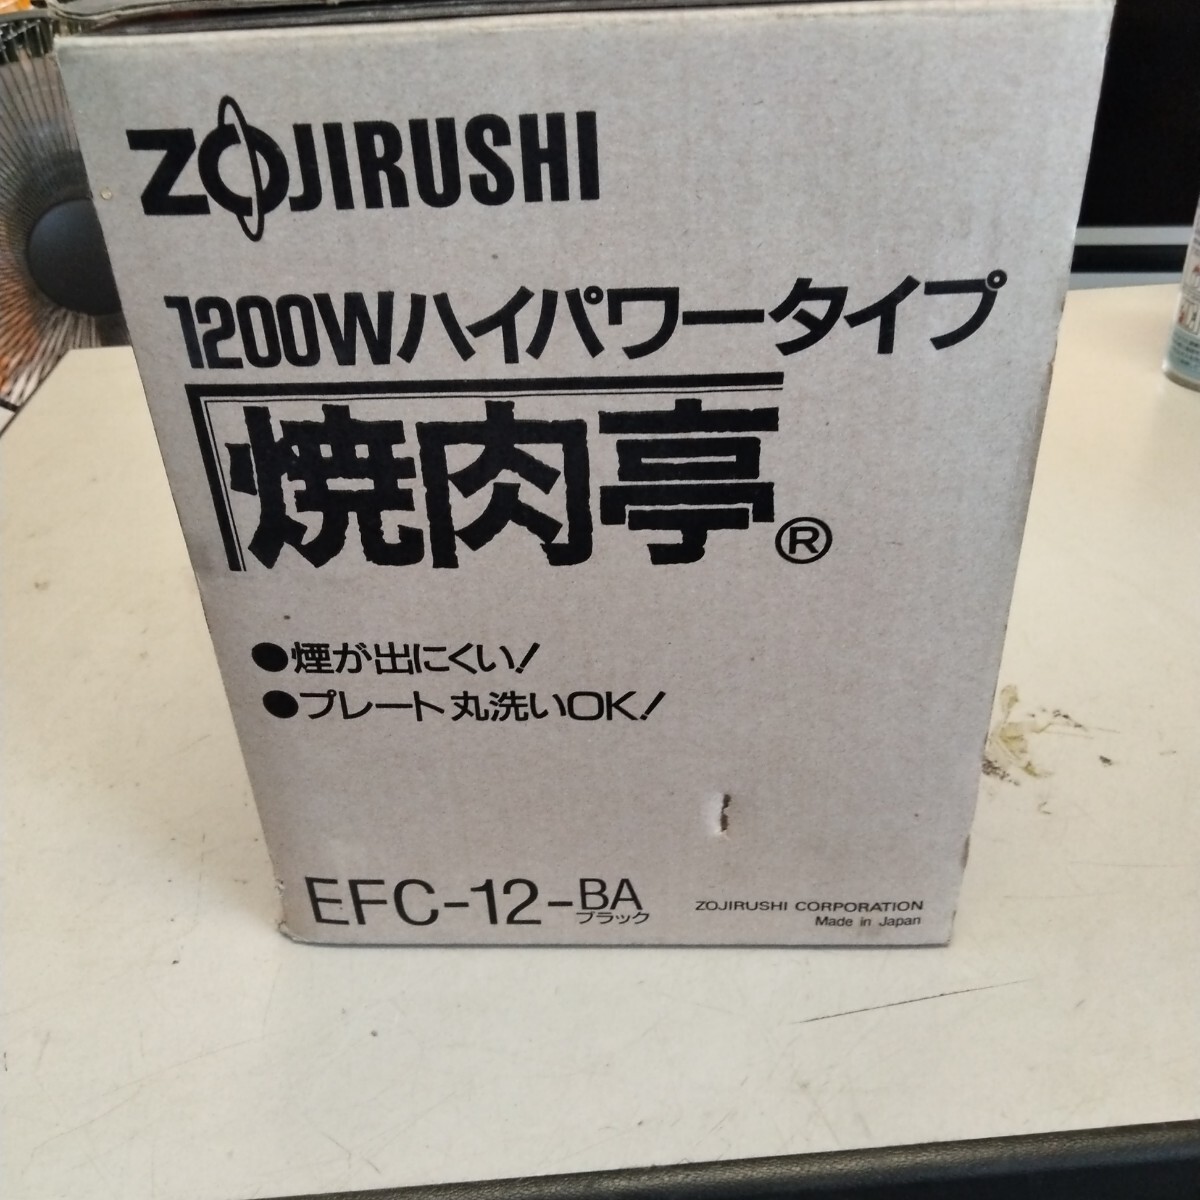 ZOJIRUSHI
1200Wハイパワータイプ
焼肉亭®
●煙が出にくい!
●プレート丸洗いOK!
EFC-12-BA
ブラック
ZOJIRUSHI CORPORATION
Made in Japan